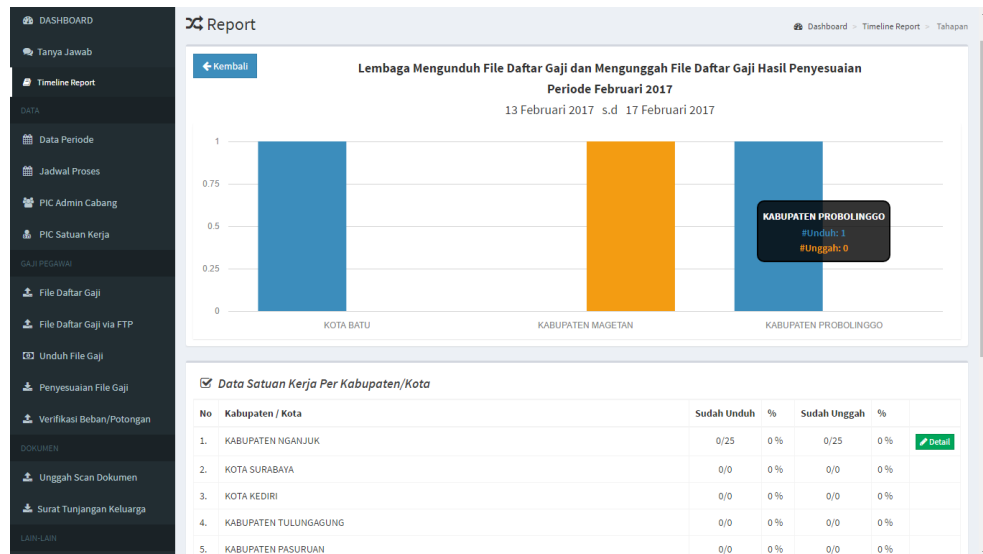 DASHBOARD
Tanya Jawab
Timeline Report
DATA
Data Periode
Jadwal Proses
PIC Admin Cabang
PIC Satuan Kerja
GAJI PEGAWAI
File Daftar Gaji
File Daftar Gaji via FTP
Unduh File Gaji
Penyesuaian File Gaji
Verifikasi Beban/Potongan
DOKUMEN
Unggah Scan Dokumen
Surat Tunjangan Keluarga
LAIN-LAIN
Report
Dashboard > Timeline Report > Tahapan
Kembali
Lembaga Mengunduh File Daftar Gaji dan Mengunggah File Daftar Gaji Hasil Penyesuaian
Periode Februari 2017
13 Februari 2017 s.d 17 Februari 2017
1
0.75
0.5
0.25
0
KABUPATEN PROBOLINGGO
#Unduh: 1
#Unggah: 0
KOTA BATU KABUPATEN MAGETAN KABUPATEN PROBOLINGGO
Data Satuan Kerja Per Kabupaten/Kota
No Kabupaten / Kota Sudah Unduh % Sudah Unggah %
1. KABUPATEN NGANJUK 0/25 0 % 0/25 0 % Detail
2. KOTA SURABAYA 0/0 0 % 0/0 0 %
3. KOTA KEDIRI 0/0 0 % 0/0 0 %
4. KABUPATEN TULUNGAGUNG 0/0 0 % 0/0 0 %
5. KABUPATEN PASURUAN 0/0 0 % 0/0 0 %